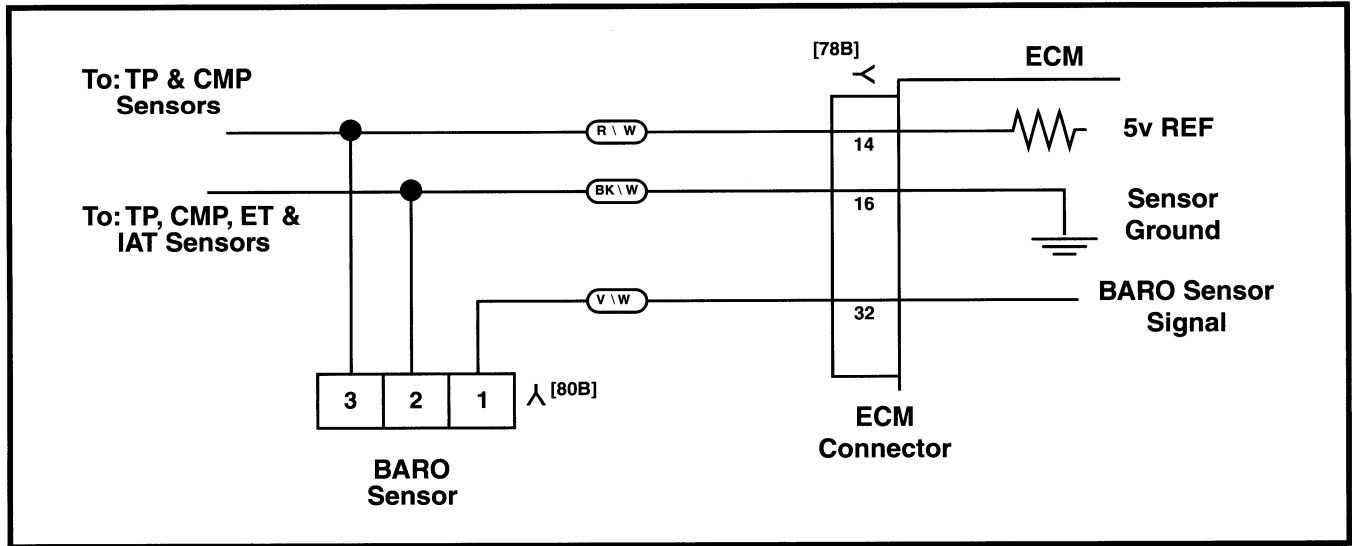 [78B]
ECM
To: TP & CMP
Sensors
R \ W
14
5v REF
BK \ W
16
Sensor
Ground
To: TP, CMP, ET &
IAT Sensors
V \ W
32
BARO Sensor
Signal
3 2 1
[80B]
ECM
Connector
BARO
Sensor